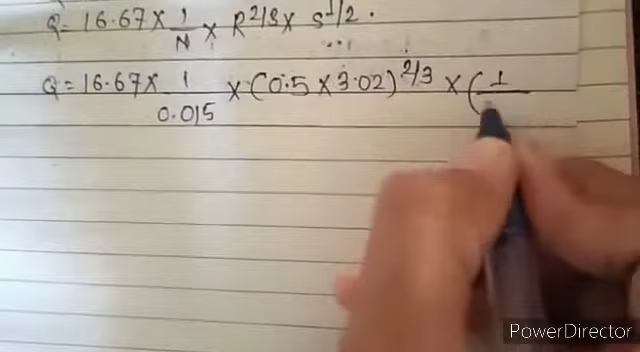 Q = 16.67 × 1/N × R^2/3 × S^1/2.
Q = 16.67 × 1/0.015 × (0.5 × 3.02)^2/3 × (1/
PowerDirector